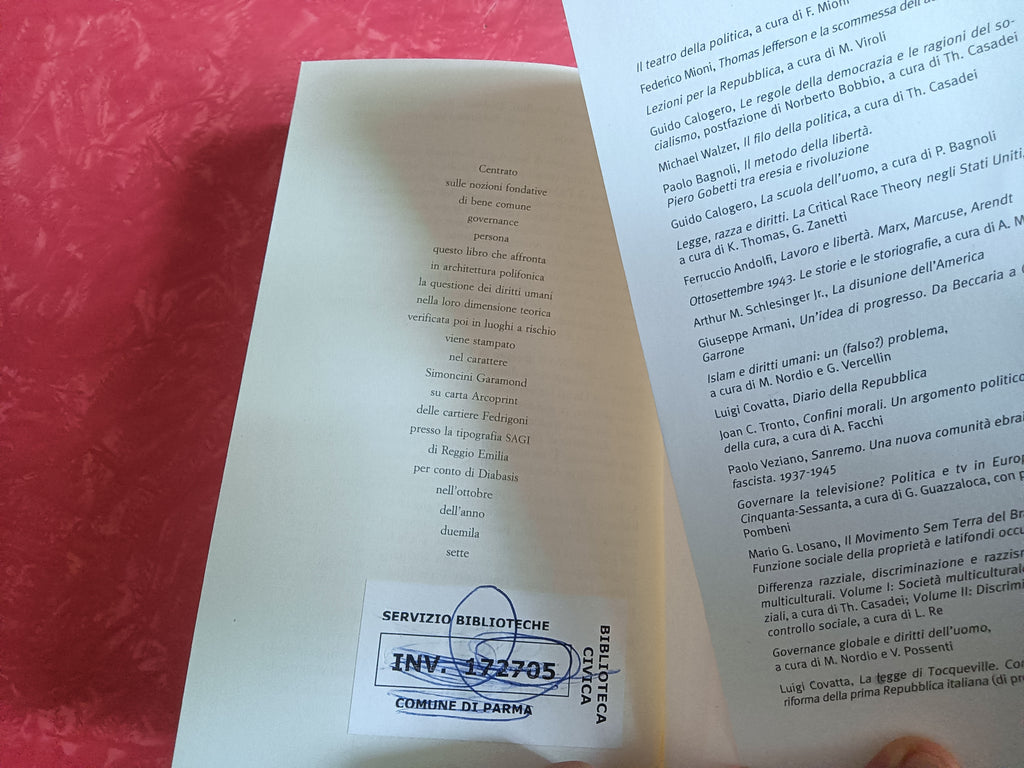 Centrato
sulle nozioni fondative
di bene comune
governance
persona
questo libro che affronta
in architettura polifonica
la questione dei diritti umani
nella loro dimensione teorica
verificata poi in luoghi a rischio
viene stampato
nel carattere
Simoncini Garamond
su carta Arcoprint
delle cartiere Fedrigoni
presso la tipografia SAGI
di Reggio Emilia
per conto di Diabasis
nell'ottobre
dell'anno
duemila
sette
SERVIZIO BIBLIOTECHE
INV. 172705
COMUNE DI PARMA
BIBLIOTECA
CIVICA
Il teatro della politica, a cura di F. Mioni
Federico Mioni, Thomas Jefferson e la scommessa
Lezioni per la Repubblica, a cura di M. Viroli
Guido Calogero, Le regole della democrazia e le ragioni del so-
cialismo, postfazione di Norberto Bobbio, a cura di Th. Casadei
Michael Walzer, Il filo della politica, a cura di Th. Casadei
Paolo Bagnoli, Il metodo della libertà.
Piero Gobetti tra eresia e rivoluzione
Guido Calogero, La scuola dell'uomo, a cura di P. Bagnoli
Legge, razza e diritti. La Critical Race Theory negli Stati Uniti,
a cura di K. Thomas, G. Zanetti
Ferruccio Andolfi, Lavoro e libertà. Marx, Marcuse, Arendt
Ottosettembre 1943. Le storie e le storiografie, a cura di A.
Arthur M. Schlesinger Jr., La disunione dell'America
Giuseppe Armani, Un'idea di progresso. Da Beccaria a
Garrone
Islam e diritti umani: un (falso?) problema,
a cura di M. Nordio e G. Vercellin
Luigi Covatta, Diario della Repubblica
Joan C. Tronto, Confini morali. Un argomento politico
della cura, a cura di A. Facchi
Paolo Veziano, Sanremo. Una nuova comunità
fascista. 1937-1945
Governare la televisione? Politica e tv in
Cinquanta-Sessanta, a cura di G. Guazzaloca, con
Pombeni
Mario G. Losano, Il Movimento Sem Terra del
Funzione sociale della proprietà e latifondi
Differenza razziale, discriminazione e
multiculturali. Volume I: Società
ziali, a cura di Th. Casadei; Volume II:
controllo sociale, a cura di L. Re
Governance globale e diritti dell'uomo,
a cura di M. Nordio e V. Possenti
Luigi Covatta, La legge di Tocqueville.
riforma della prima Repubblica italiana (di